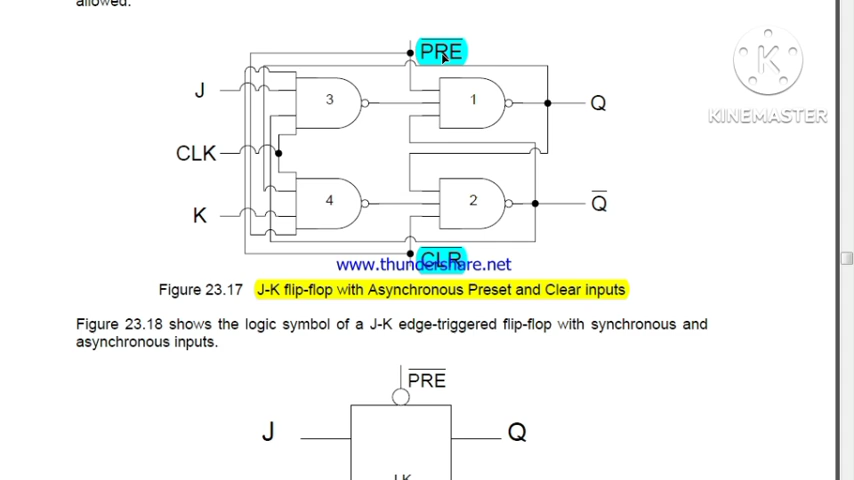 allowed.
PRE
J
3
1
Q
CLK
K
4
2
Q
CLR
www.thundershare.net
Figure 23.17 J-K flip-flop with Asynchronous Preset and Clear inputs
Figure 23.18 shows the logic symbol of a J-K edge-triggered flip-flop with synchronous and
asynchronous inputs.
PRE
J
Q
K
KINEMASTER